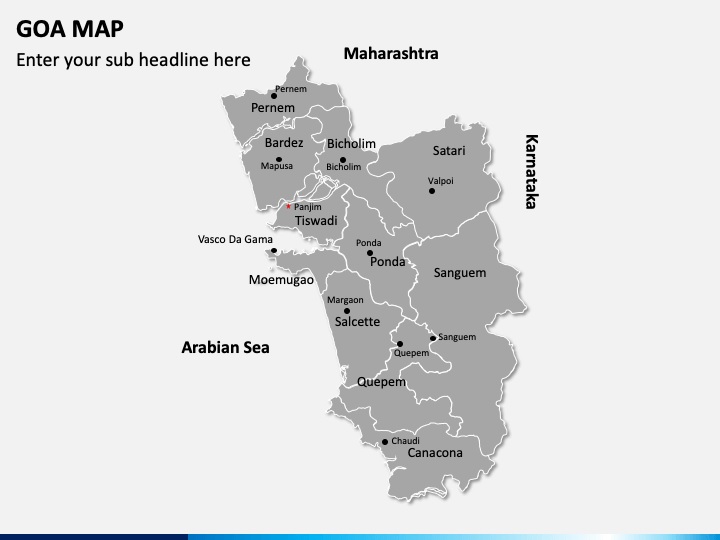 GOA MAP
Enter your sub headline here
Maharashtra
Pernem
Pernem
Bardez
Bicholim
Mapusa
Bicholim
Satari
Valpoi
Karnataka
Panjim
Tiswadi
Vasco Da Gama
Ponda
Ponda
Sanguem
Moemugao
Margaon
Salcette
Sanguem
Quepem
Arabian Sea
Quepem
Chaudi
Canacona